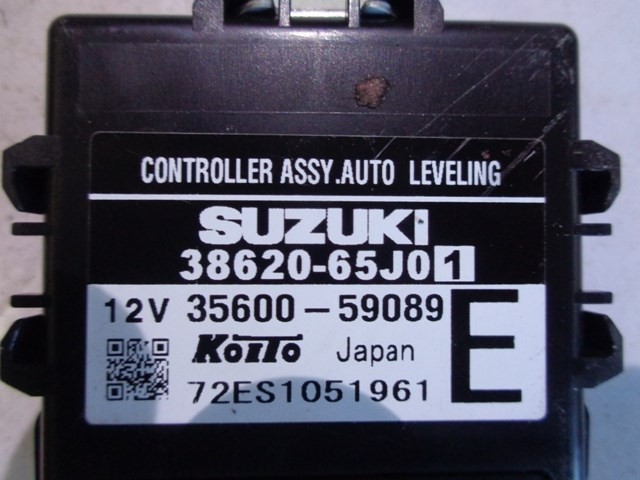 CONTROLLER ASSY.AUTO LEVELING
SUZUKI
38620-65J01
12V 35600-59089 E
KOITO Japan
72ES1051961